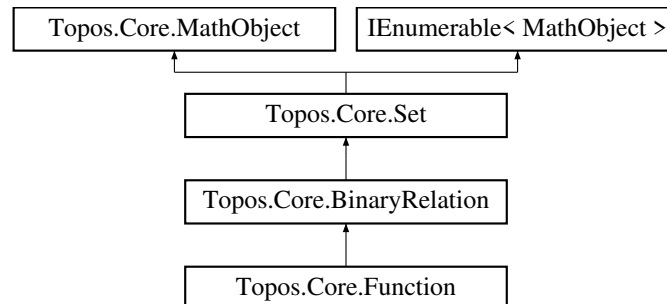 Topos.Core.MathObject
IEnumerable< MathObject >
Topos.Core.Set
Topos.Core.BinaryRelation
Topos.Core.Function